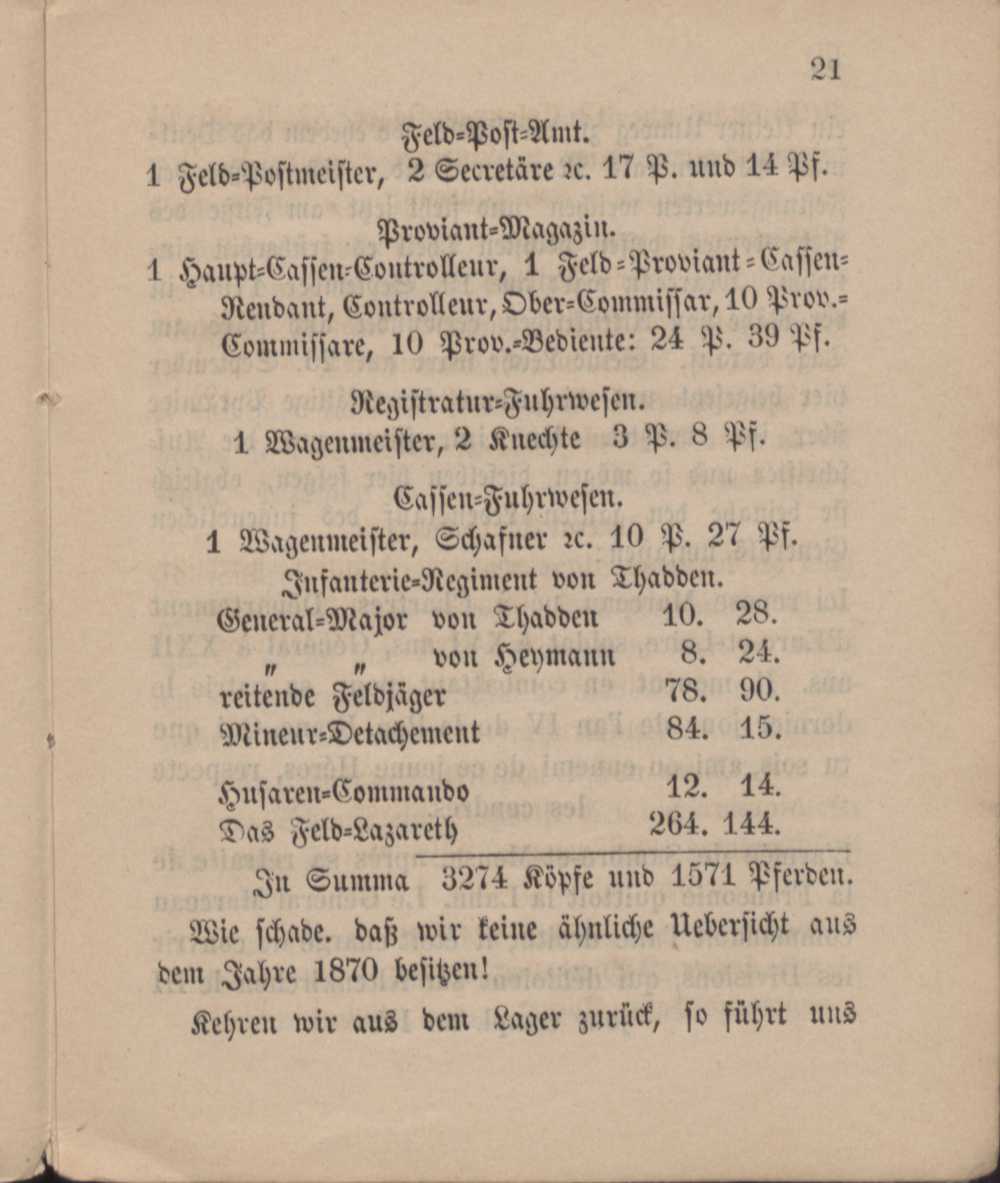 21
Feld-Post-Amt.
1 Feld-Postmeister, 2 Secretäre ꝛc. 17 P. und 14 Pf.
Proviant-Magazin.
1 Haupt-Cassen-Controlleur, 1 Feld-Proviant-Cassen-
Rendant, Controlleur, Ober-Commissar, 10 Prov.-
Commissare, 10 Prov.-Bediente: 24 P. 39 Pf.
Registratur-Fuhrwesen.
1 Wagenmeister, 2 Knechte 3 P. 8 Pf.
Cassen-Fuhrwesen.
1 Wagenmeister, Schafner ꝛc. 10 P. 27 Pf.
Infanterie-Regiment von Thadden.
General-Major von Thadden 10. 28.
„ „ von Heymann 8. 24.
reitende Feldjäger 78. 90.
Mineur-Detachement 84. 15.
Husaren-Commando 12. 14.
Das Feld-Lazareth 264. 144.
In Summa 3274 Köpfe und 1571 Pferden.
Wie schade. daß wir keine ähnliche Uebersicht aus
dem Jahre 1870 besitzen!
Kehren wir aus dem Lager zurück, so führt uns